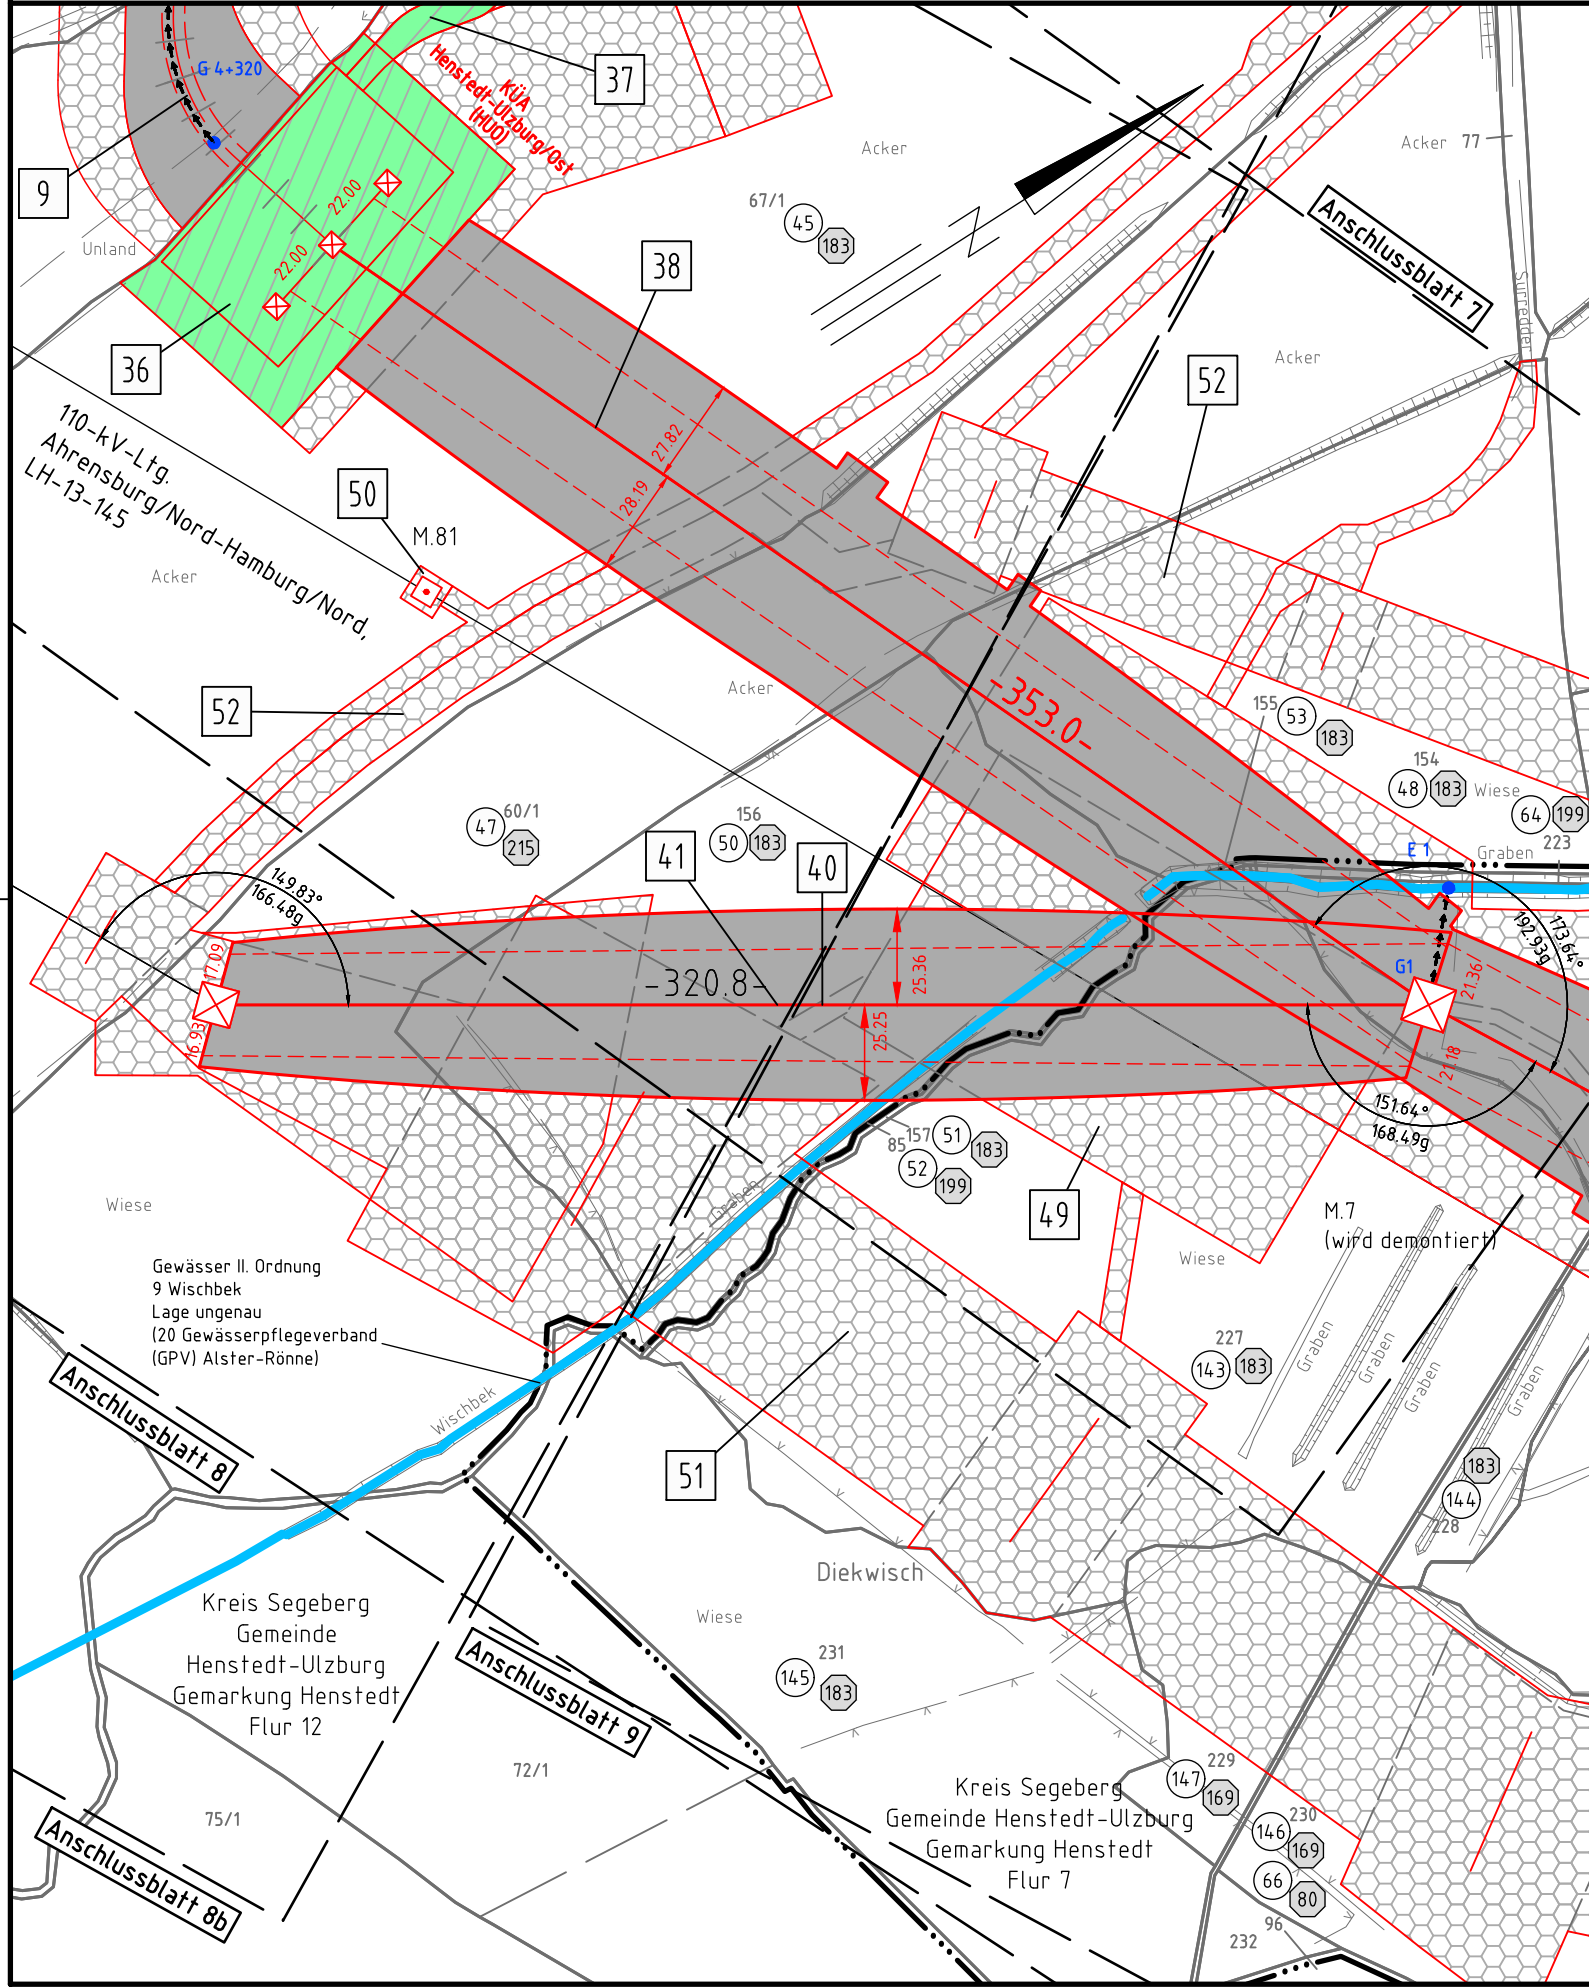 G 4+320
37
KÜA
Henstedt-Ulzburg/Ost
(HUO)
9
Acker
Acker 77
67/1
45
183
22.00
22.00
Unland
38
Anschlussblatt 7
Surredder
36
52
Acker
110-kV-Ltg.
Ahrensburg/Nord-Hamburg/Nord,
LH-13-145
27.82
28.19
50
M.81
Acker
Acker
52
-353.0-
155
53
183
154
48
183
Wiese
64
199
223
60/1
47
215
156
50
183
41
40
E 1
Graben
149.83°
166.48g
17.09
16.93
-320.8-
25.36
25.25
G1
21.36
21.18
173.64°
192.93g
151.64°
168.49g
157
85
51
183
52
199
49
Graben
Wiese
Wiese
M.7
(wird demontiert)
Gewässer II. Ordnung
9 Wischbek
Lage ungenau
(20 Gewässerpflegeverband
(GPV) Alster-Rönne)
227
143
183
Graben
Graben
Graben
Graben
Anschlussblatt 8
Wischbek
51
183
144
228
Diekwisch
Wiese
Kreis Segeberg
Gemeinde
Henstedt-Ulzburg
Gemarkung Henstedt
Flur 12
Anschlussblatt 9
231
145
183
72/1
75/1
Anschlussblatt 8b
Kreis Segeberg
Gemeinde Henstedt-Ulzburg
Gemarkung Henstedt
Flur 7
229
147
169
230
146
169
66
80
96
232